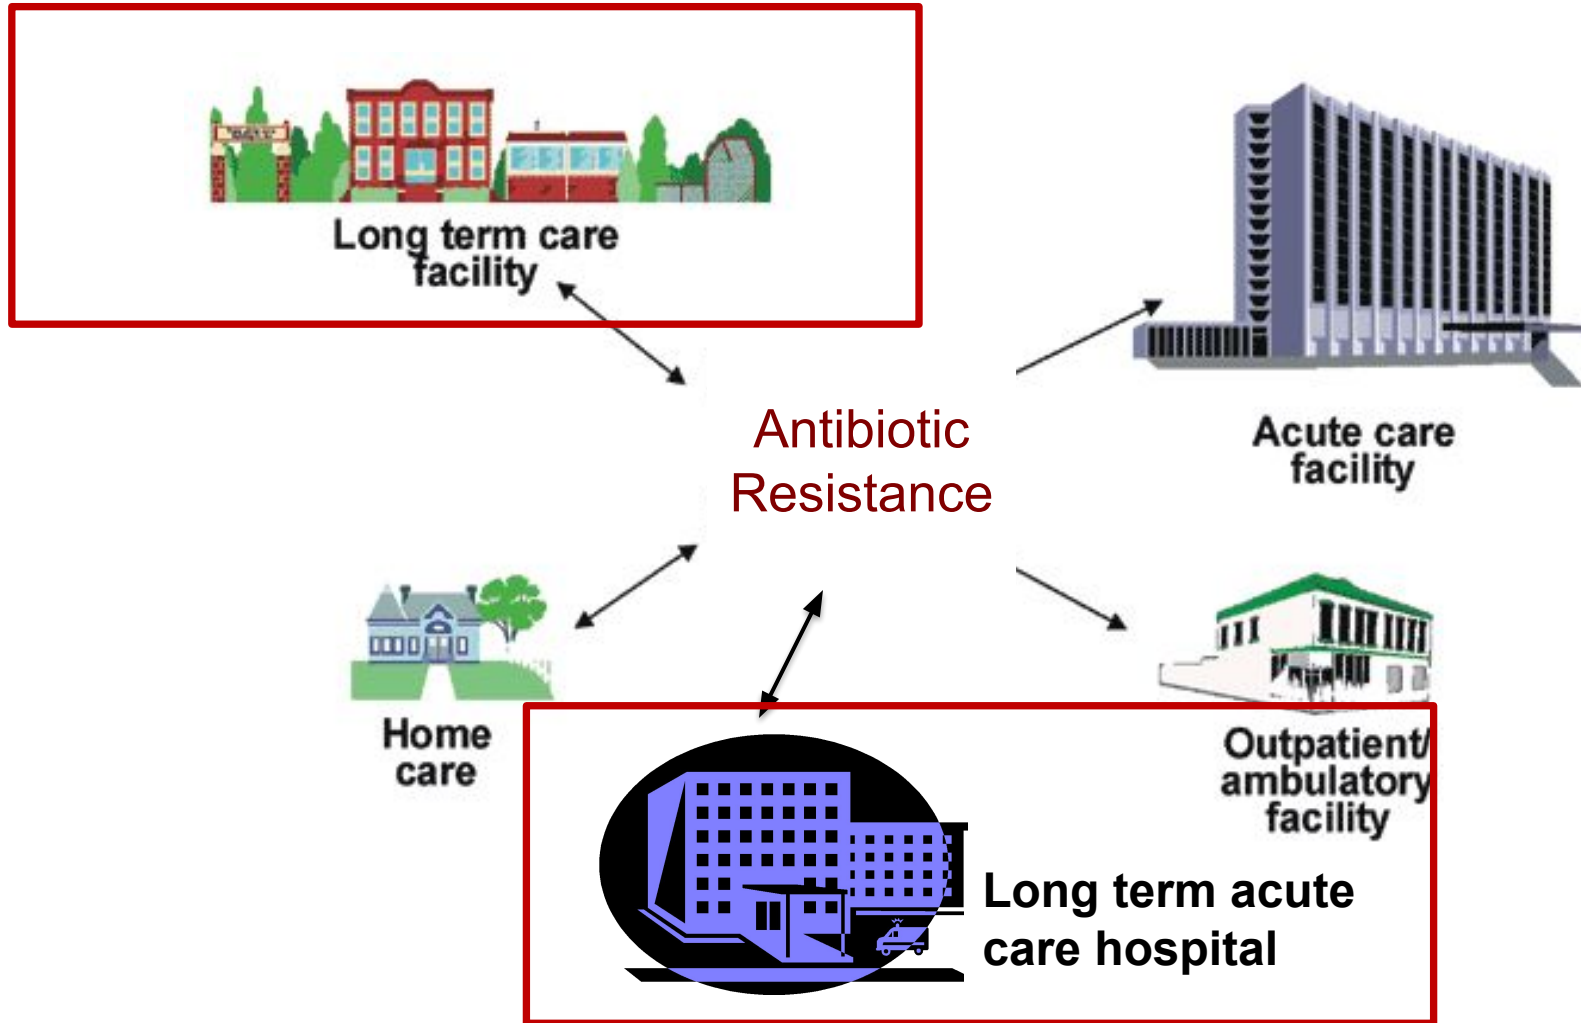 Long term care
facility
Antibiotic
Resistance
Acute care
facility
Home
care
Outpatient/
ambulatory
facility
Long term acute
care hospital